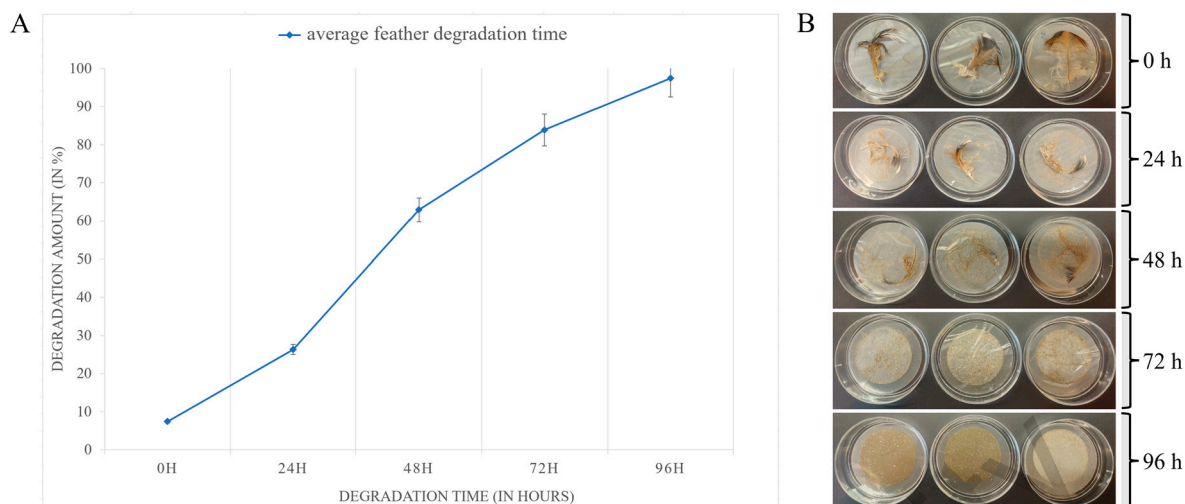 A
average feather degradation time
DEGRADATION AMOUNT (IN %)
100
90
80
70
60
50
40
30
20
10
0
0H 24H 48H 72H 96H
DEGRADATION TIME (IN HOURS)
B
0 h
24 h
48 h
72 h
96 h